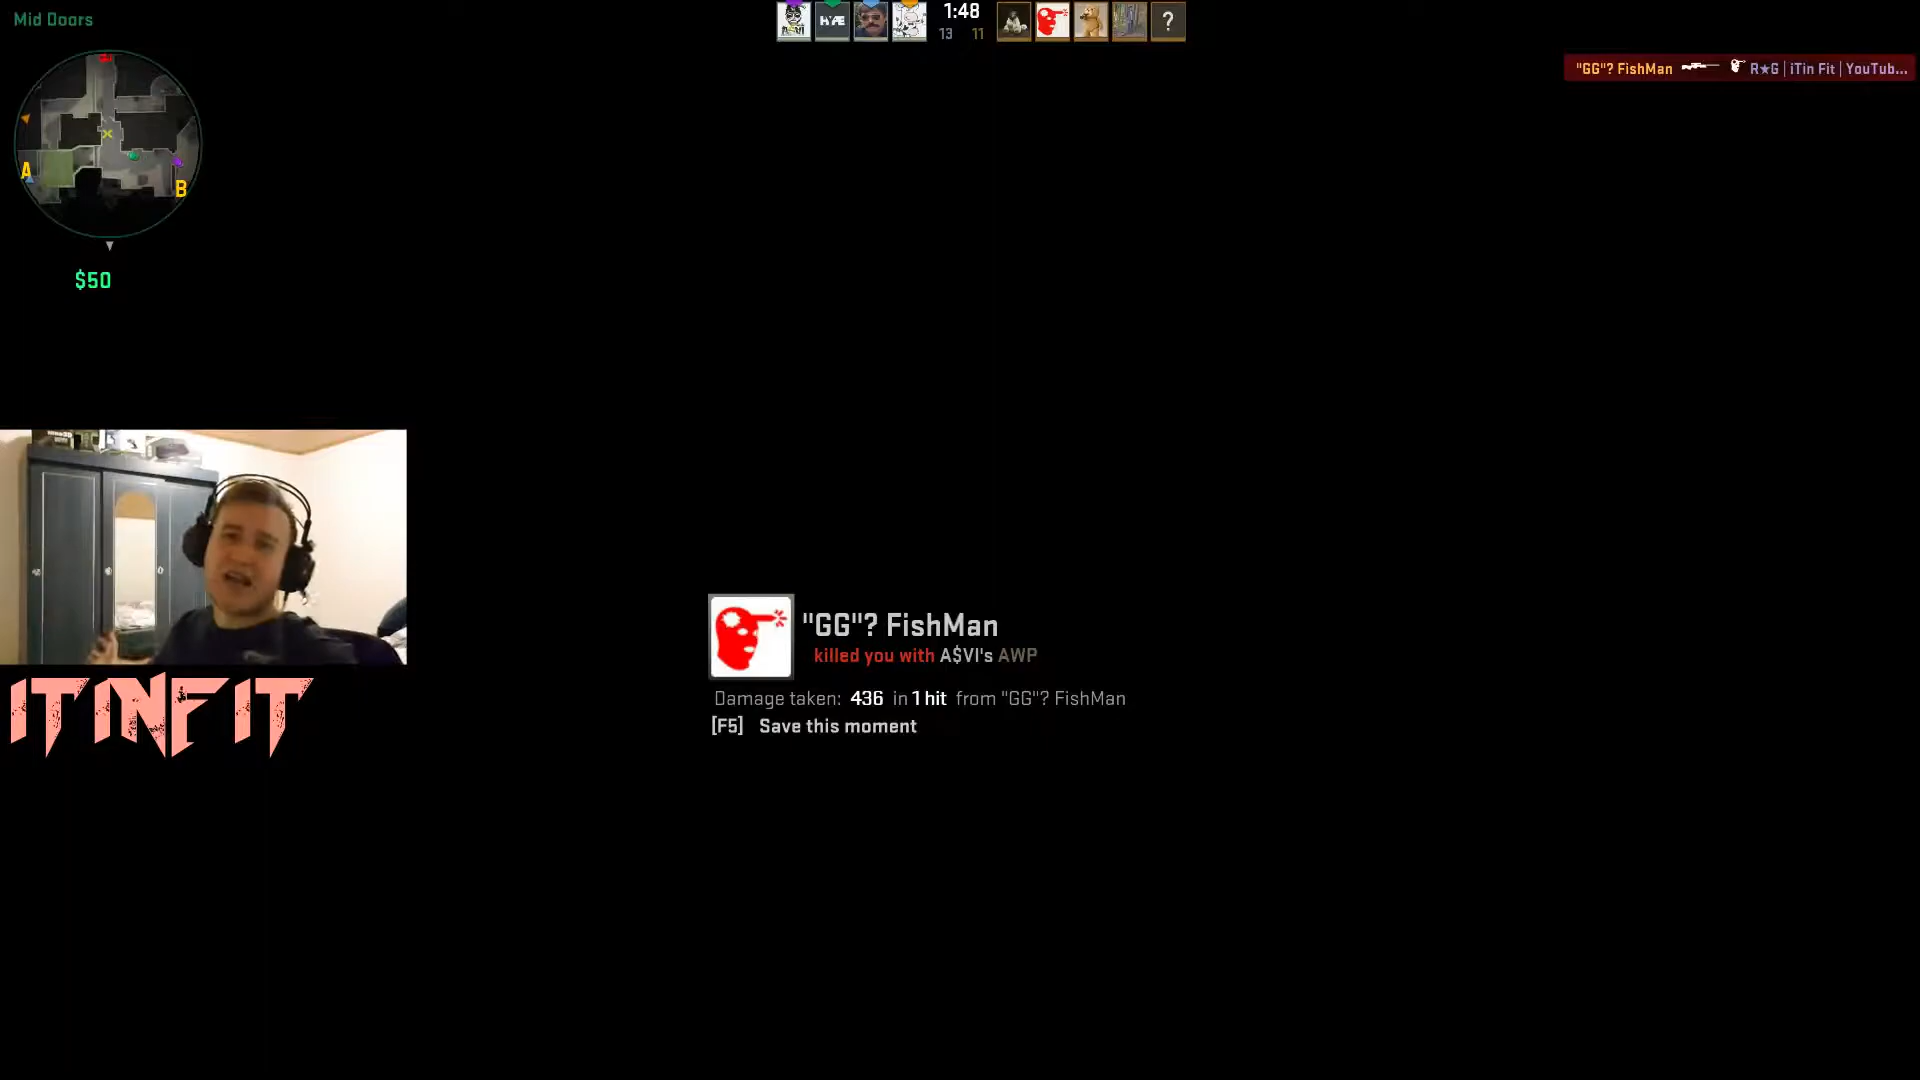 Mid Doors
HYÆ
1:48
13 11
?
"GG"? FishMan R★G | iTin Fit | YouTub...
A
B
$50
"GG"? FishMan
killed you with A$VI's AWP
Damage taken: 436 in 1 hit from "GG"? FishMan
[F5] Save this moment
ITINFIT